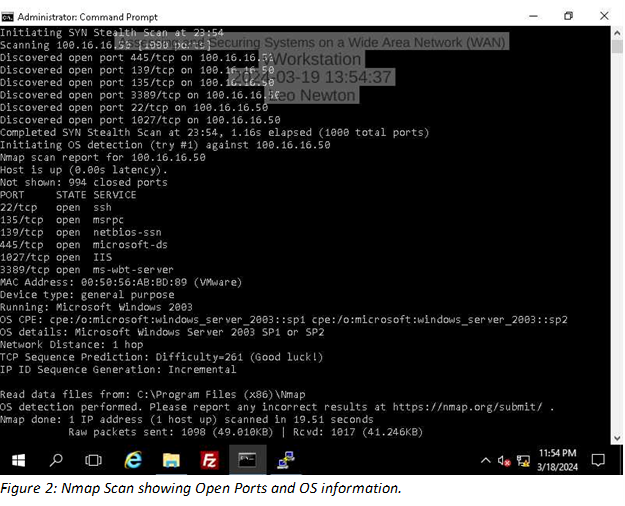 Administrator: Command Prompt
Initiating SYN Stealth Scan at 23:54
Scanning 100.16.16. [1000 ports]
Securing Systems on a Wide Area Network (WAN)
Discovered open port 445/tcp on 100.16.16.50
Workstation
Discovered open port 139/tcp on 100.16.16.50
Discovered open port 135/tcp on 100.16.16.50
03-19 13:54:37
Discovered open port 3389/tcp on 100.16.16.50
Newton
Discovered open port 22/tcp on 100.16.16.50
Discovered open port 1027/tcp on 100.16.16.50
Completed SYN Stealth Scan at 23:54, 1.16s elapsed (1000 total ports)
Initiating OS detection (try #1) against 100.16.16.50
Nmap scan report for 100.16.16.50
Host is up (0.00s latency).
Not shown: 994 closed ports
PORT STATE SERVICE
22/tcp open ssh
135/tcp open msrpc
139/tcp open netbios-ssn
445/tcp open microsoft-ds
1027/tcp open IIS
3389/tcp open ms-wbt-server
MAC Address: 00:50:56:AB:BD:89 (VMware)
Device type: general purpose
Running: Microsoft Windows 2003
OS CPE: cpe:/o:microsoft:windows_server_2003::sp1 cpe:/o:microsoft:windows_server_2003::sp2
OS details: Microsoft Windows Server 2003 SP1 or SP2
Network Distance: 1 hop
TCP Sequence Prediction: Difficulty=261 (Good luck!)
IP ID Sequence Generation: Incremental
Read data files from: C:\Program Files (x86)\Nmap
OS detection performed. Please report any incorrect results at https://nmap.org/submit/ .
Nmap done: 1 IP address (1 host up) scanned in 19.51 seconds
Raw packets sent: 1098 (49.010KB) | Rcvd: 1017 (41.246KB)
11:54 PM
3/18/2024
Figure 2: Nmap Scan showing Open Ports and OS information.